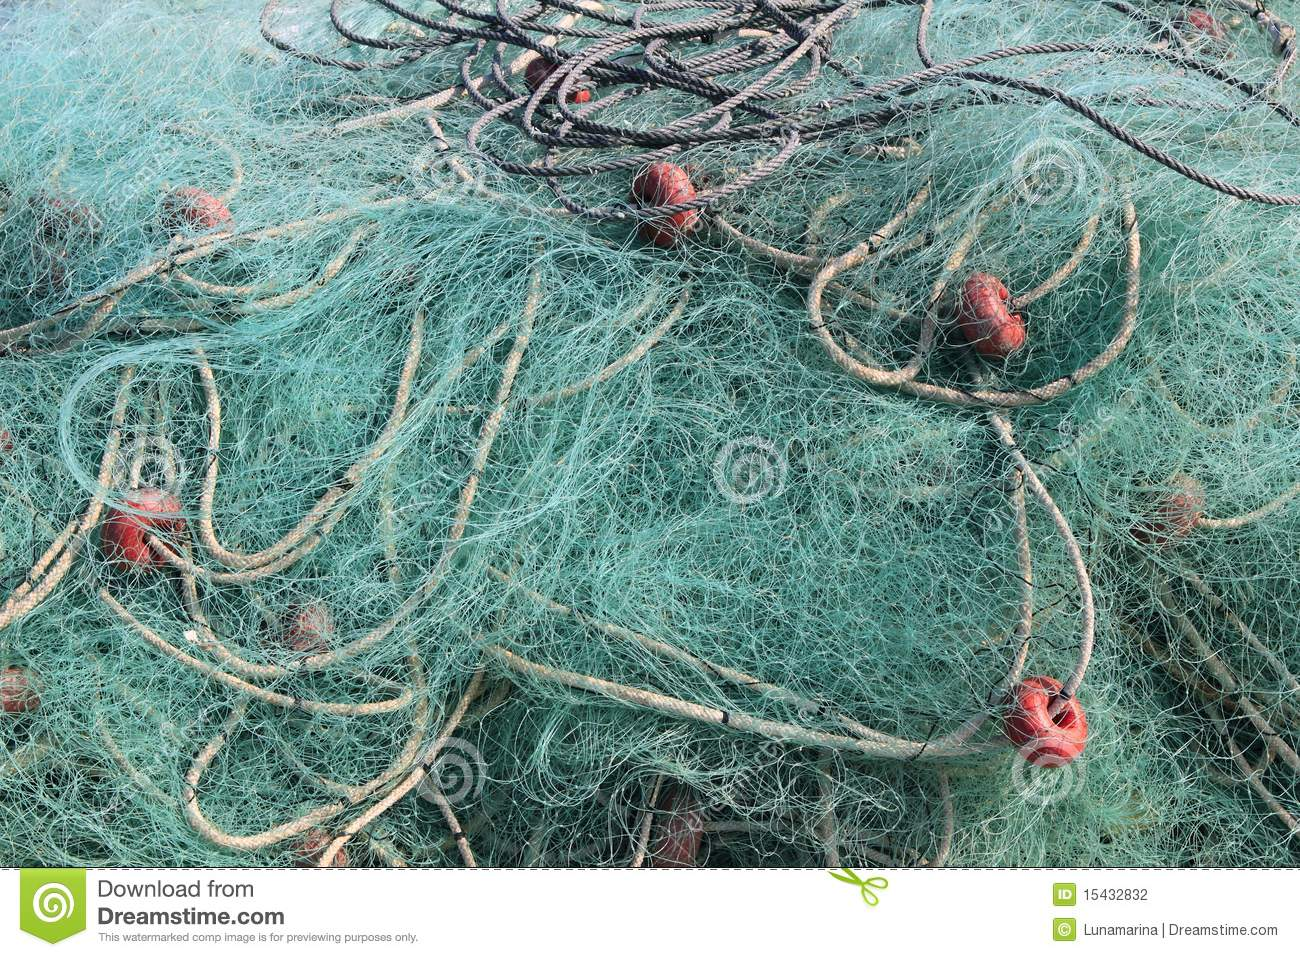 Download from
Dreamstime.com
This watermarked comp image is for previewing purposes only.
ID 15432832
© Lunamarina | Dreamstime.com